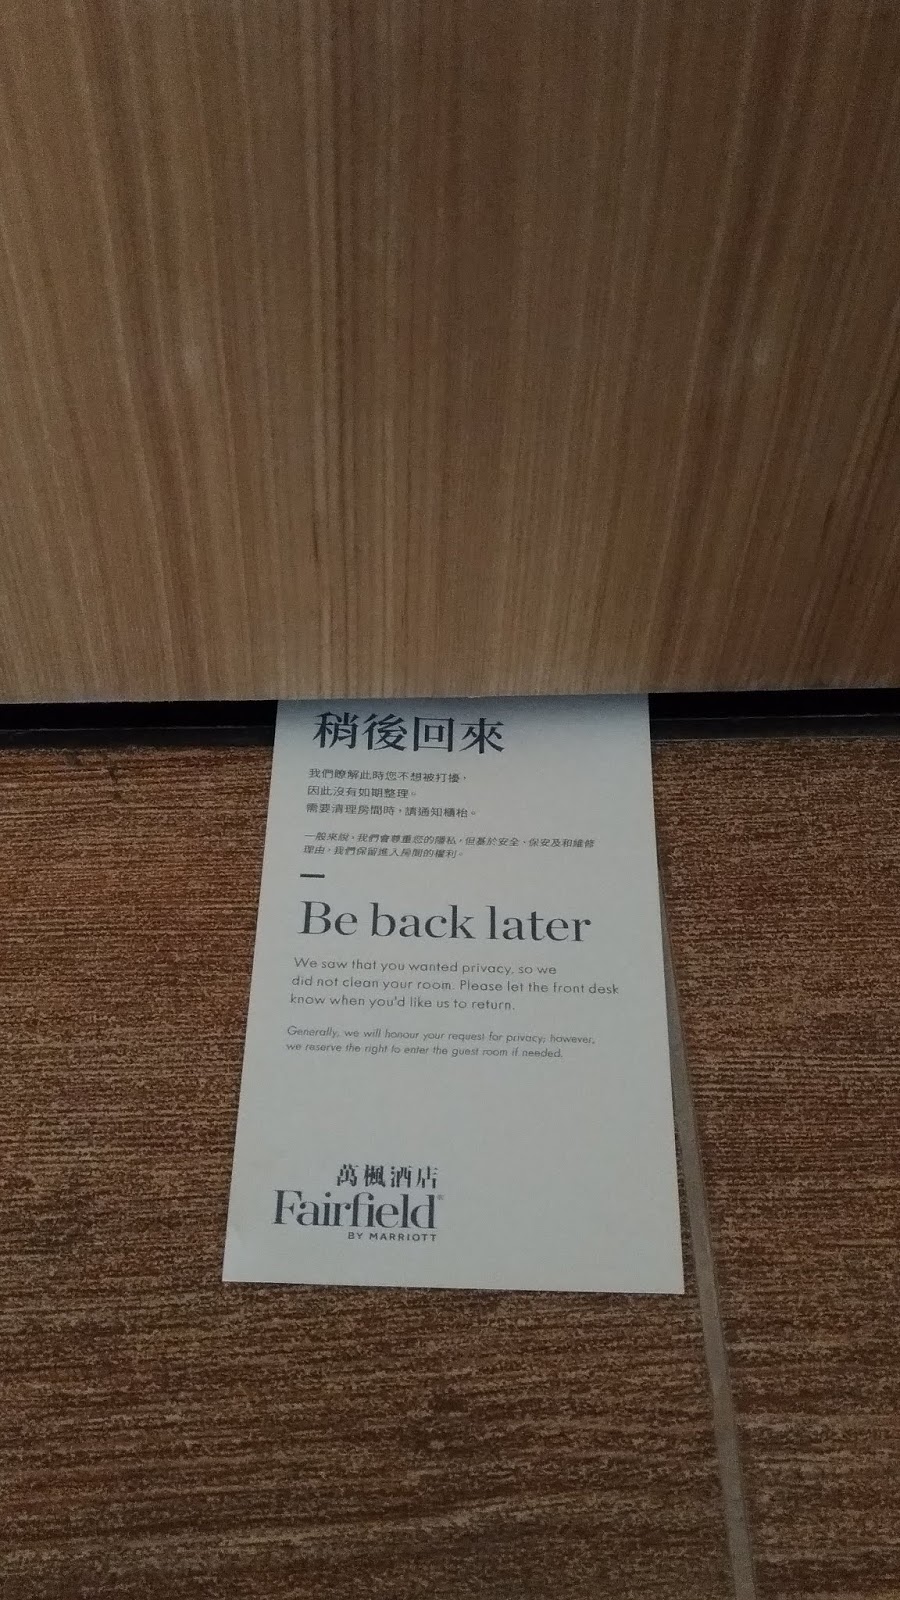 稍後回來
我們瞭解此時您不想被打擾，
因此沒有如期整理。
需要清理房間時，請通知櫃枱。
一般來說，我們會尊重您的隱私，但基於安全、保安及和維修
理由，我們保留進入房間的權利。
Be back later
We saw that you wanted privacy, so we
did not clean your room. Please let the front desk
know when you'd like us to return.
Generally, we will honour your request for privacy; however,
we reserve the right to enter the guest room if needed.
萬楓酒店
Fairfield®
BY MARRIOTT